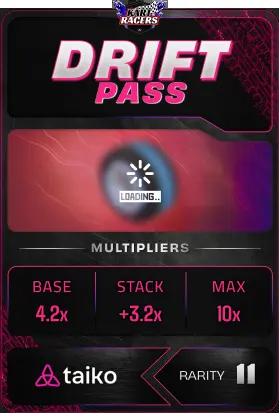 RACERS
DRIFT
PASS
LOADING..
MULTIPLIERS
BASE STACK MAX
4.2x +3.2x 10x
taiko RARITY